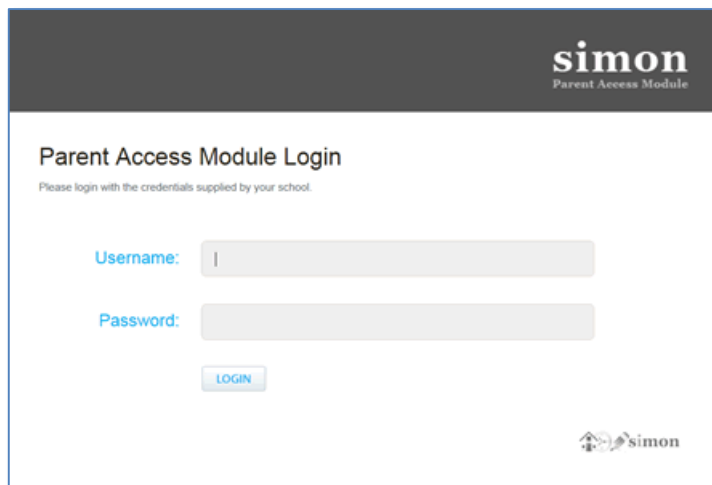 simon
Parent Access Module
Parent Access Module Login
Please login with the credentials supplied by your school.
Username:
Password:
LOGIN
simon